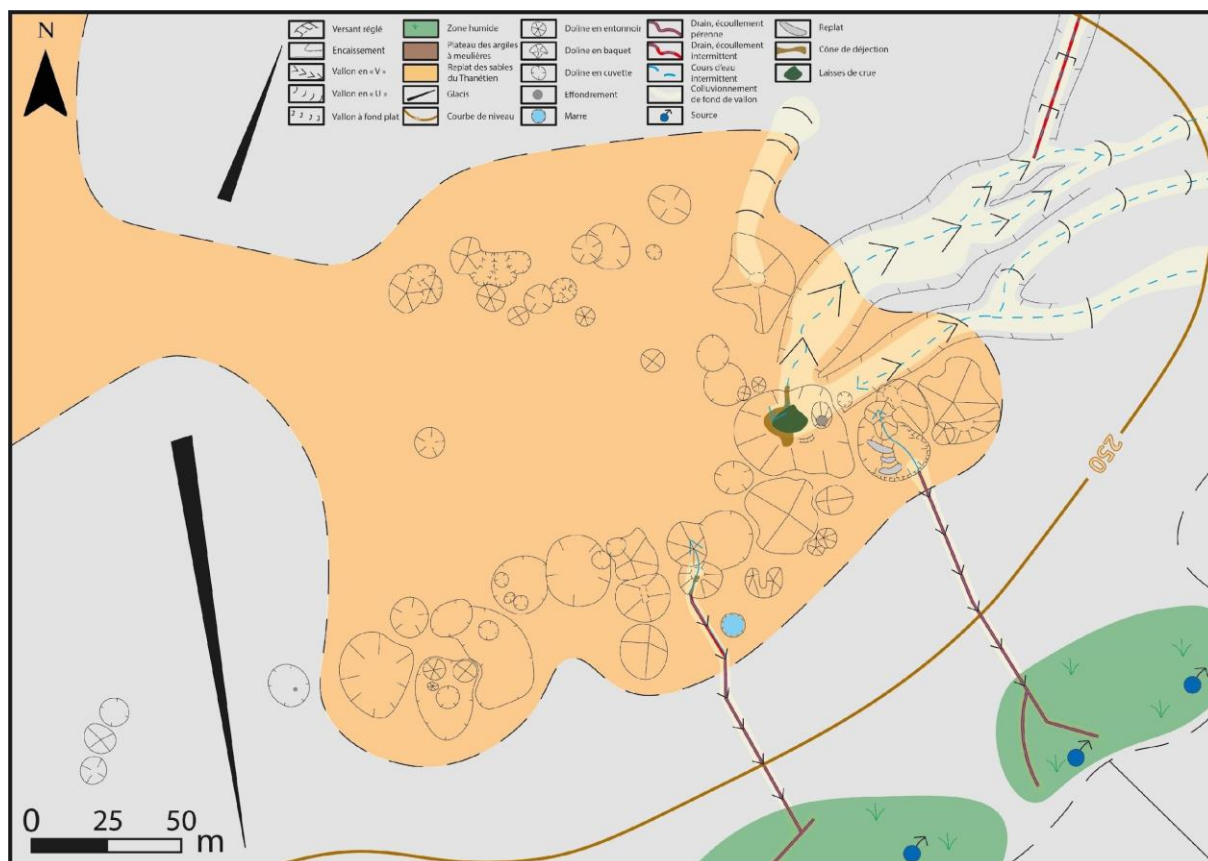 N
Versant réglé
Encaissement
Vallon en « V »
Vallon en « U »
Vallon à fond plat
Zone humide
Plateau des argiles
à meulières
Replat des sables
du Thanétien
Glacis
Courbe de niveau
Doline en entonnoir
Doline en baquet
Doline en cuvette
Effondrement
Marre
Drain, écoullement
pérenne
Drain, écoullement
intermittent
Cours d'eau
intermittent
Colluvionnement
de fond de vallon
Source
Replat
Cône de déjection
Laisses de crue
250
0 25 50
m